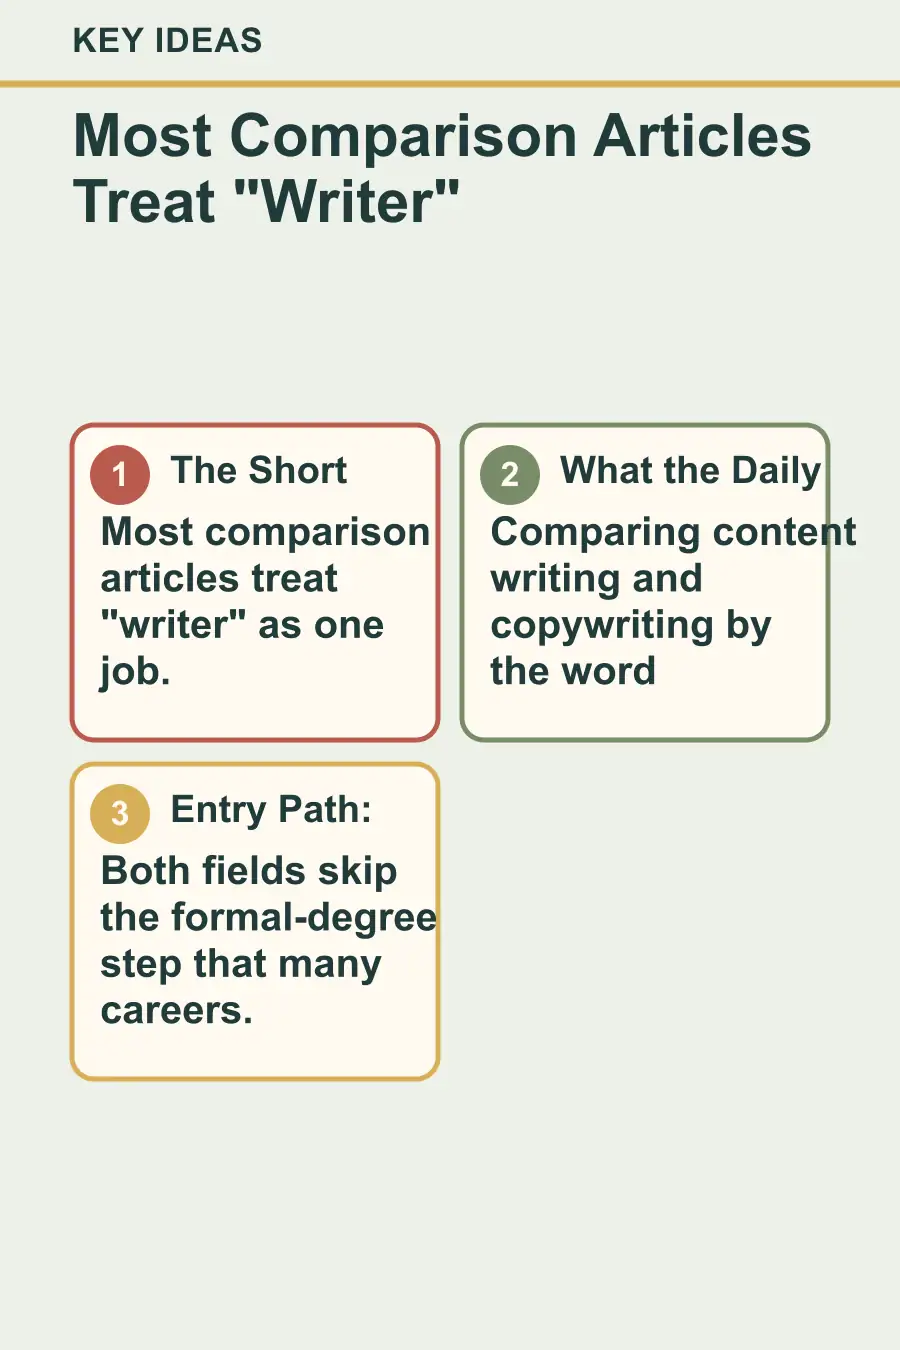 KEY IDEAS
Most Comparison Articles
Treat "Writer"
1 The Short
Most comparison
articles treat
"writer" as one
job.
2 What the Daily
Comparing content
writing and
copywriting by
the word
3 Entry Path:
Both fields skip
the formal-degree
step that many
careers.